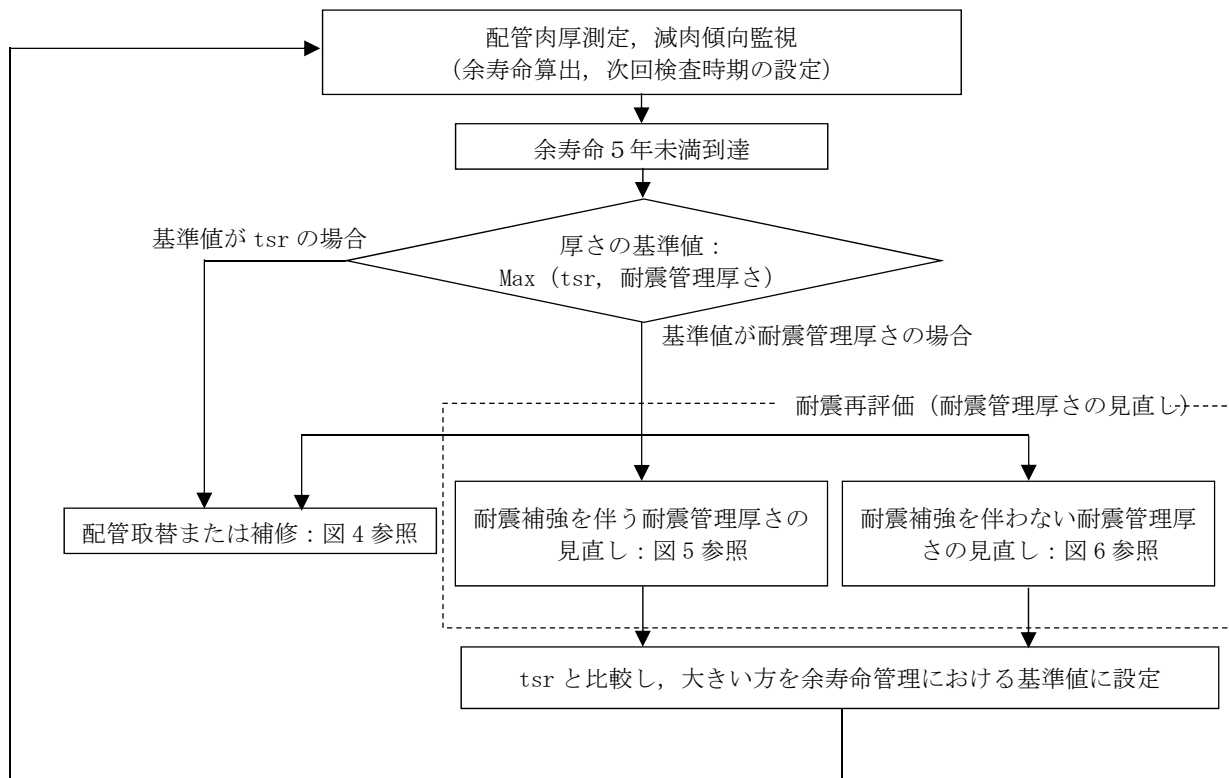 配管肉厚測定，減肉傾向監視
（余寿命算出，次回検査時期の設定）
余寿命５年未満到達
基準値が tsr の場合
厚さの基準値：
Max（tsr，耐震管理厚さ）
基準値が耐震管理厚さの場合
耐震再評価（耐震管理厚さの見直し）
配管取替または補修：図４参照
耐震補強を伴う耐震管理厚さの
見直し：図５参照
耐震補強を伴わない耐震管理厚
さの見直し：図６参照
tsr と比較し，大きい方を余寿命管理における基準値に設定